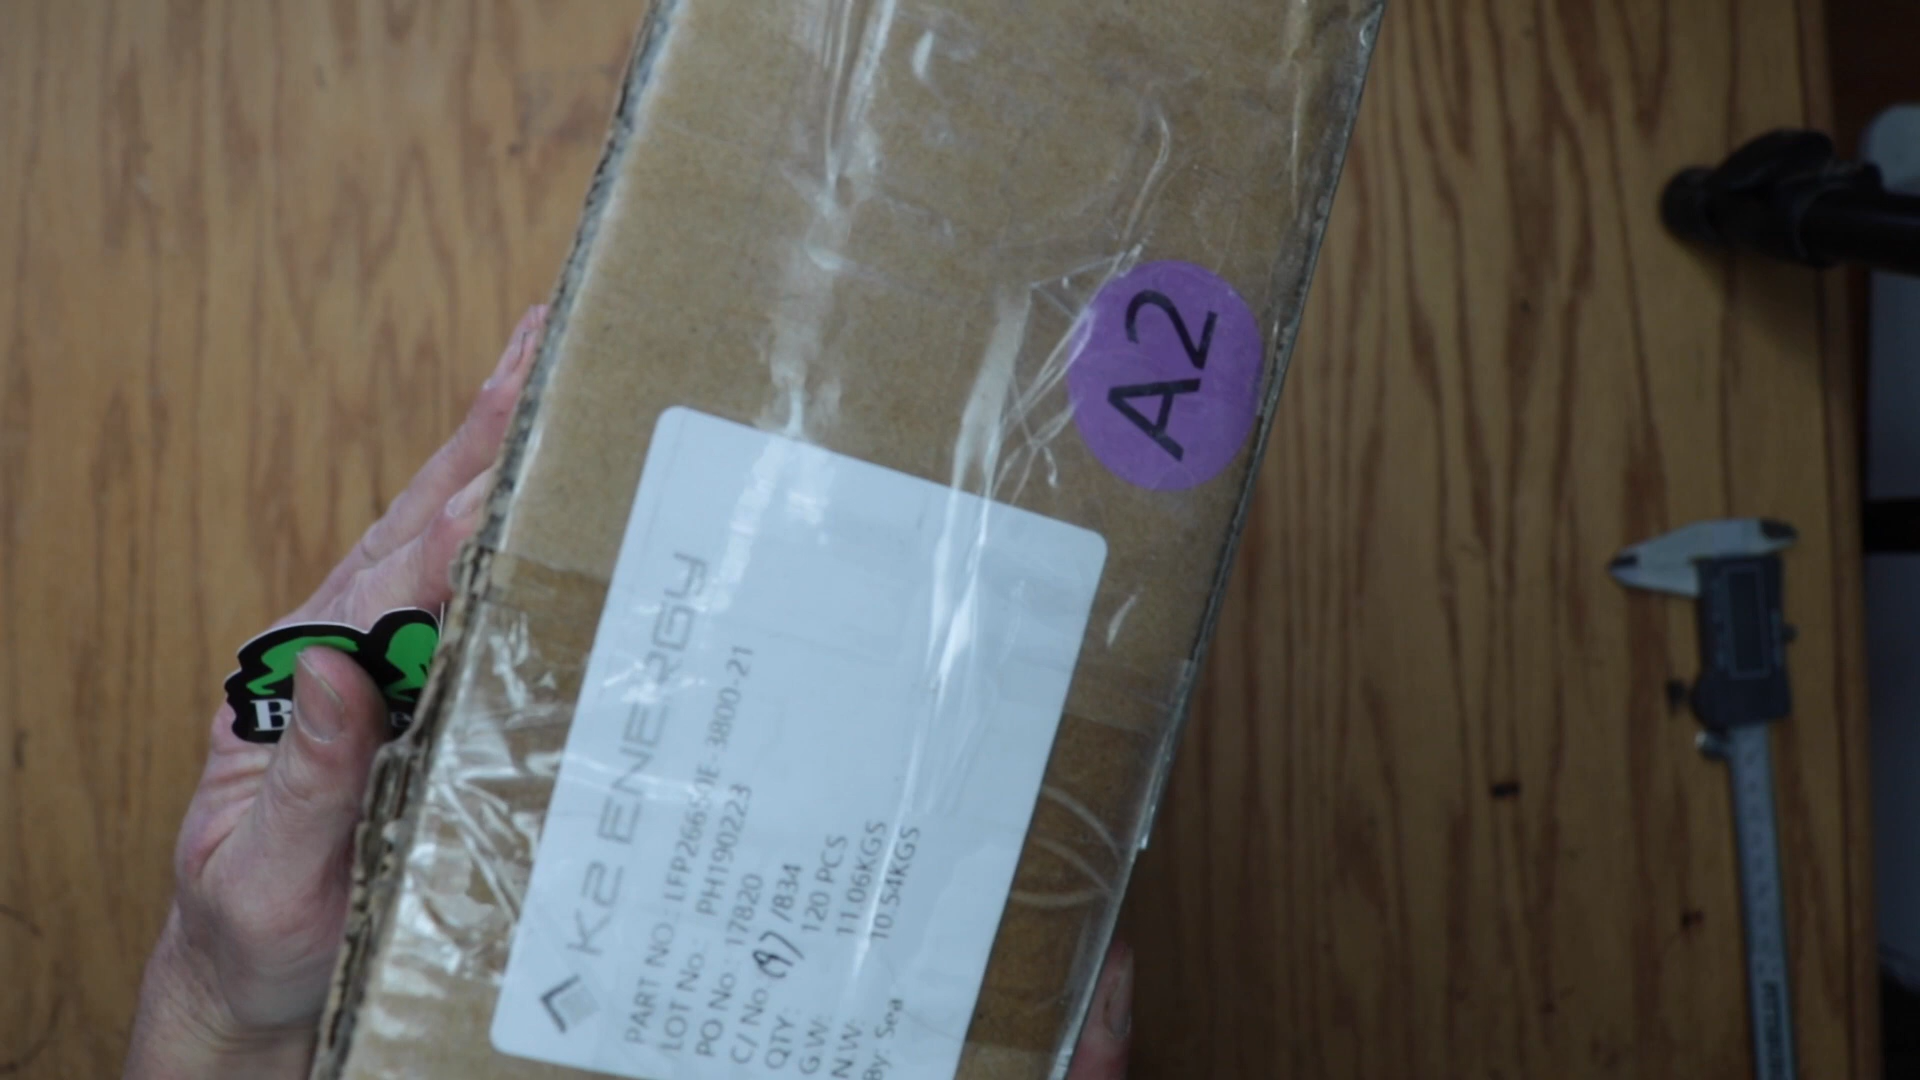 A2
K2 ENERGY
PART NO.: LFP26650E-3800-21
LOT No.: PH190223
PO No.: 17820
C/ No. /834
QTY: 120 PCS
G.W: 11.06KGS
N.W: 10.54KGS
By: Sea